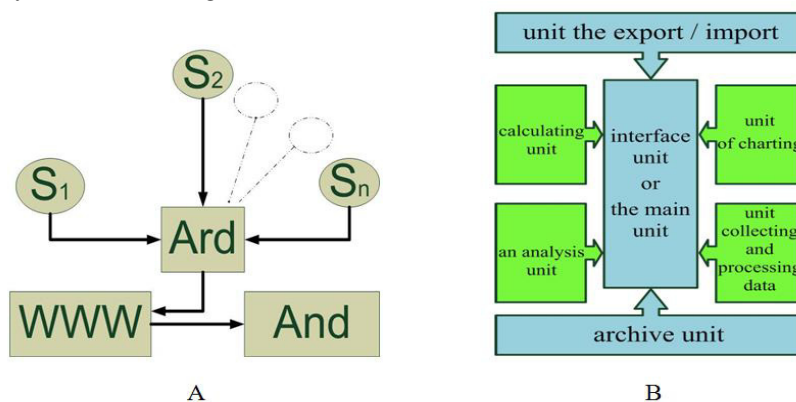 S2
S1
Sn
Ard
WWW
And
A
unit the export / import
calculating
unit
interface
unit
or
the main
unit
unit
of charting
an analysis
unit
unit
collecting
and
processing
data
archive unit
B